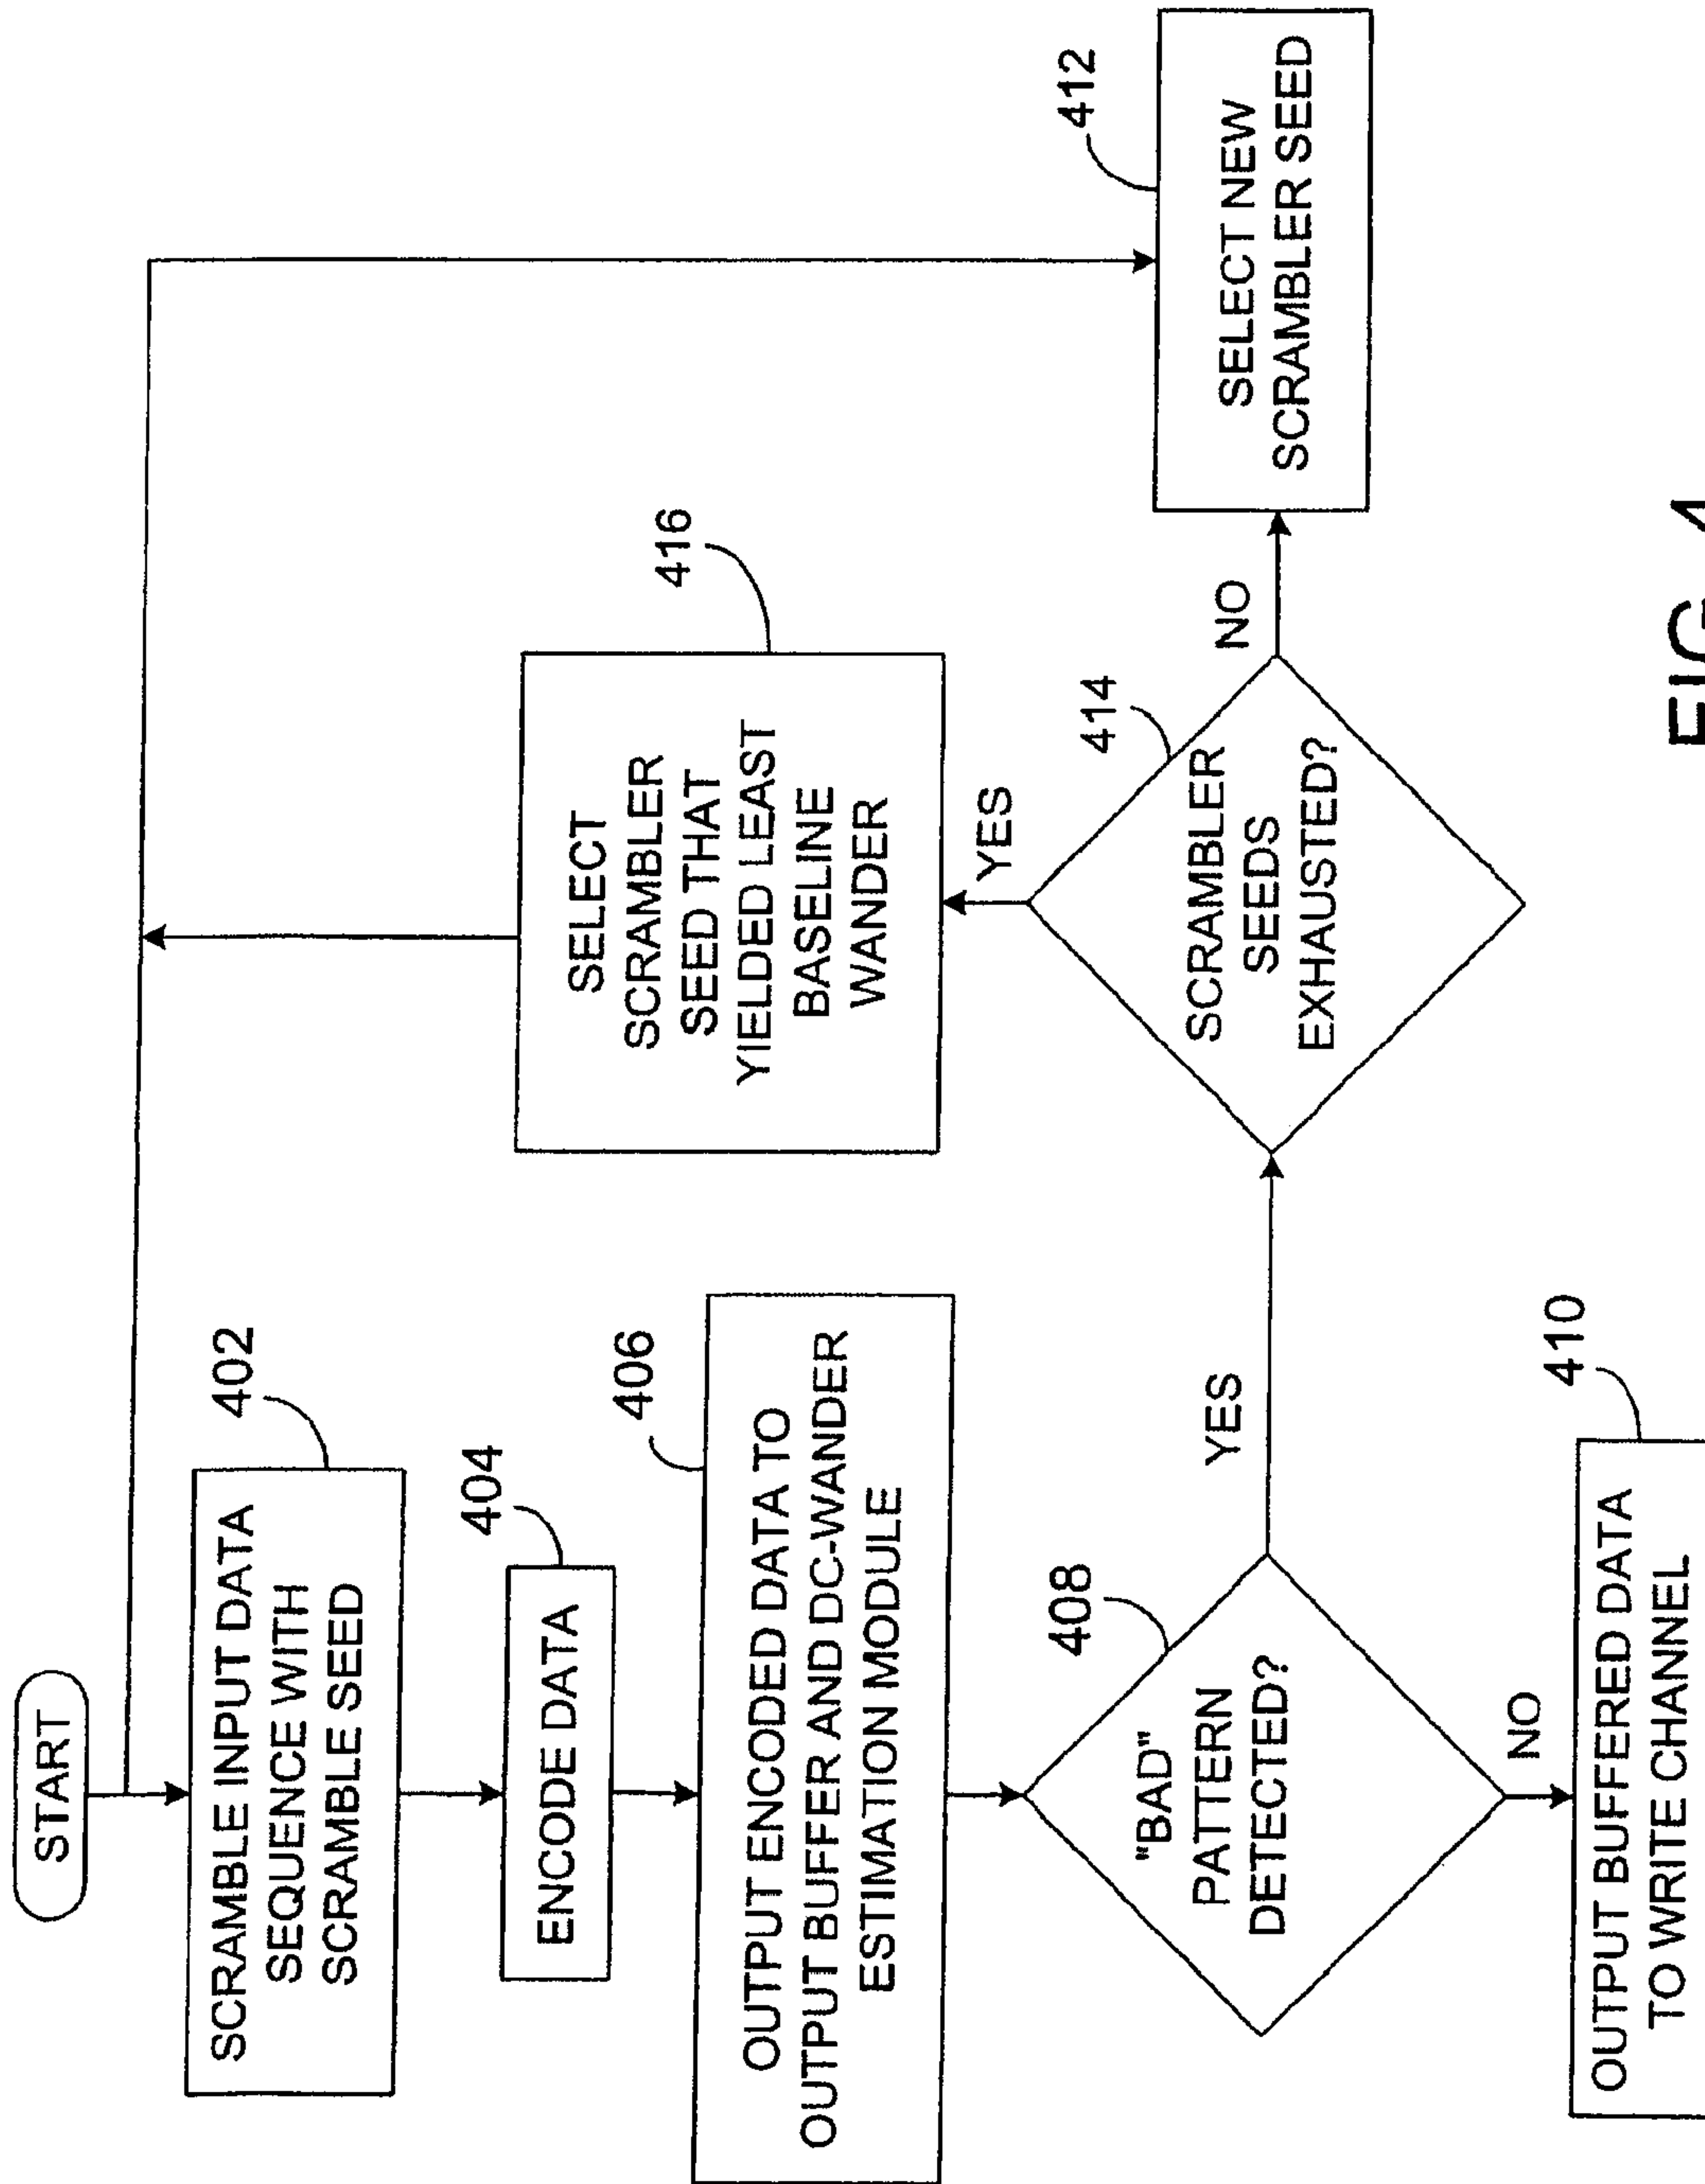 START
402
SCRAMBLE INPUT DATA
SEQUENCE WITH
SCRAMBLE SEED
404
ENCODE DATA
406
OUTPUT ENCODED DATA TO
OUTPUT BUFFER AND DC-WANDER
ESTIMATION MODULE
408
"BAD"
PATTERN
DETECTED?
YES
NO
410
OUTPUT BUFFERED DATA
TO WRITE CHANNEL
416
SELECT
SCRAMBLER
SEED THAT
YIELDED LEAST
BASELINE
WANDER
YES
414
SCRAMBLER
SEEDS
EXHAUSTED?
NO
412
SELECT NEW
SCRAMBLER SEED
FIG. 4